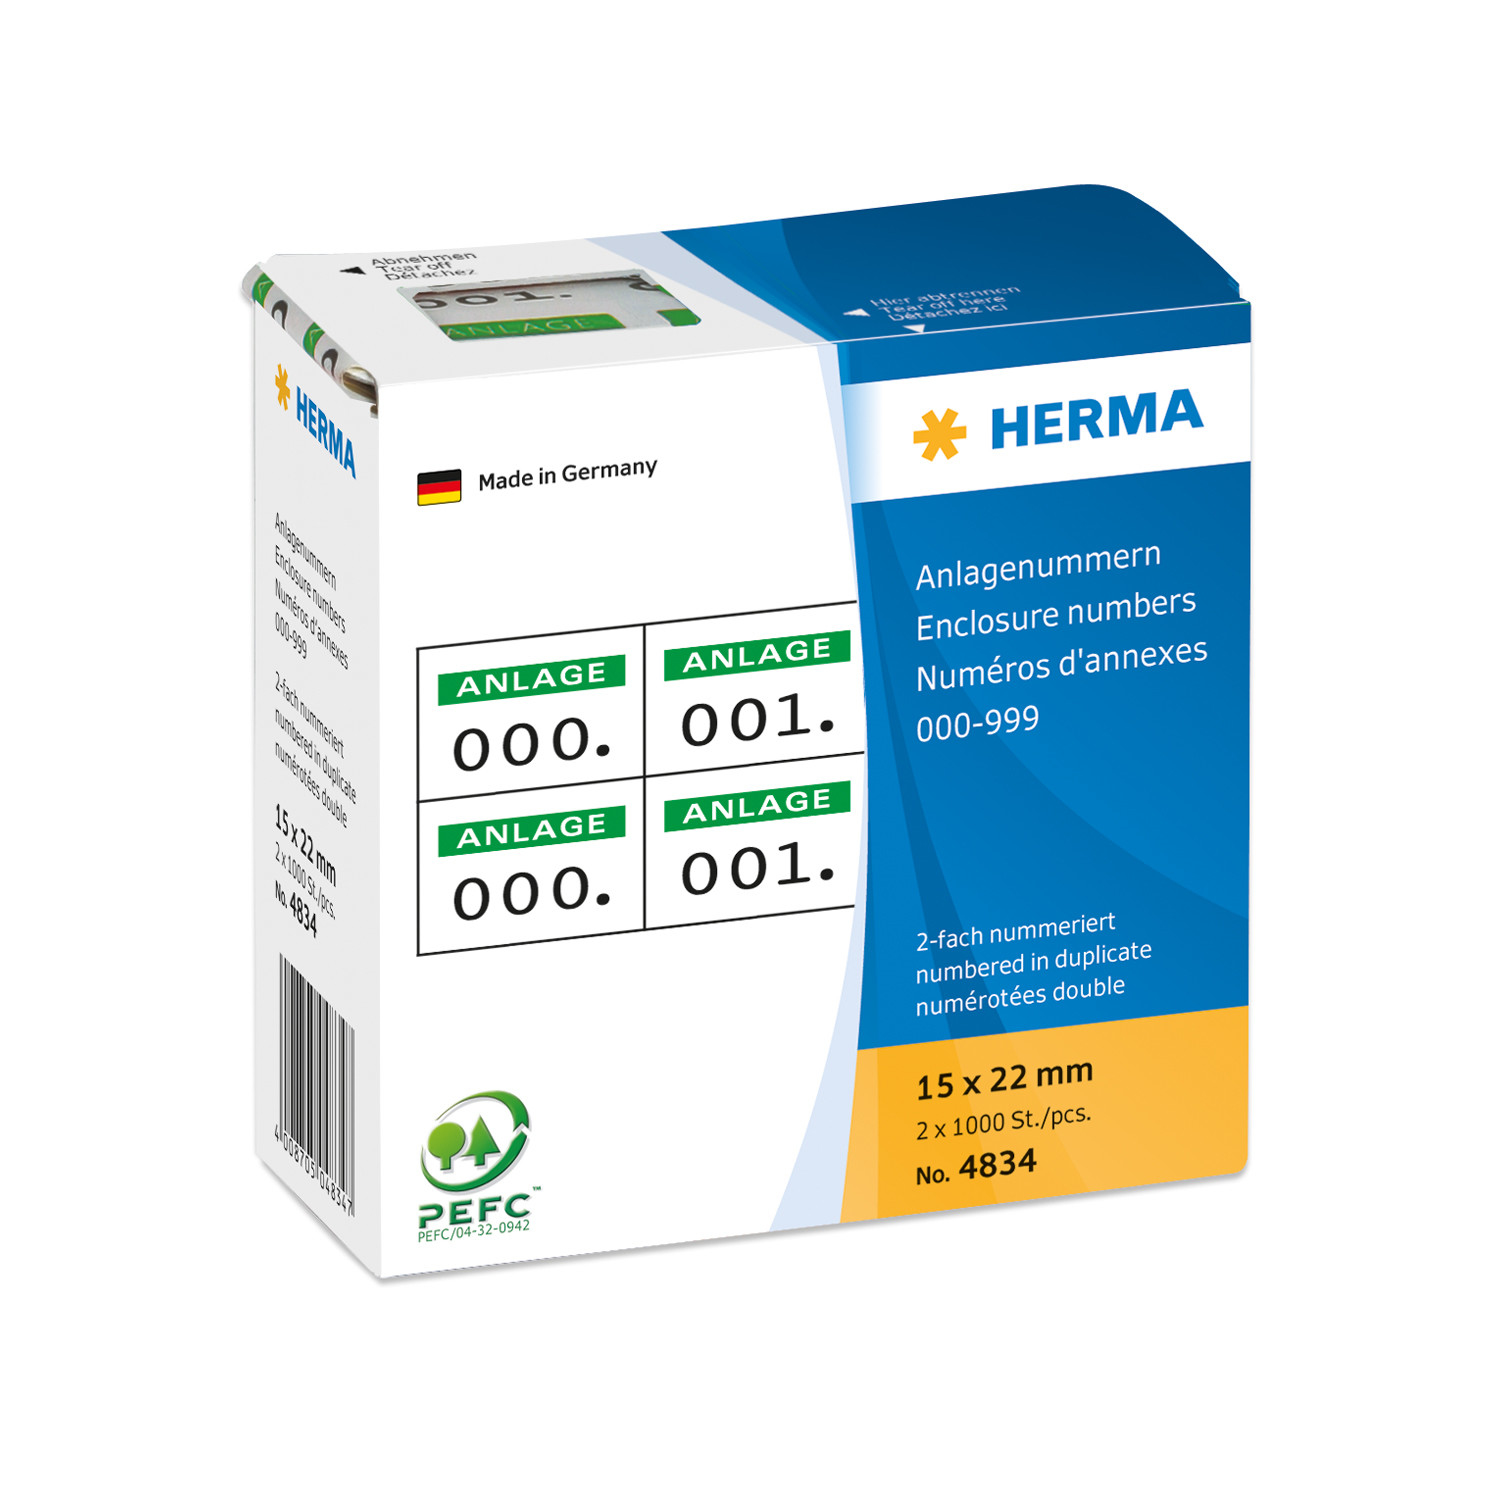 Abnehmen
Tear off
Détachez
001.
ANLAGE
Hier abtrennen
Tear off here
Détachez ici
HERMA
Anlagenummern
Enclosure numbers
Numéros d'annexes
000-999
2-fach nummeriert
numbered in duplicate
numérotées double
15 x 22 mm
2 x 1000 St./pcs.
No. 4834
4 008705 048347
Made in Germany
ANLAGE ANLAGE
000. 001.
ANLAGE ANLAGE
000. 001.
PEFC™
PEFC/04-32-0942
HERMA
Anlagenummern
Enclosure numbers
Numéros d'annexes
000-999
2-fach nummeriert
numbered in duplicate
numérotées double
15 x 22 mm
2 x 1000 St./pcs.
No. 4834